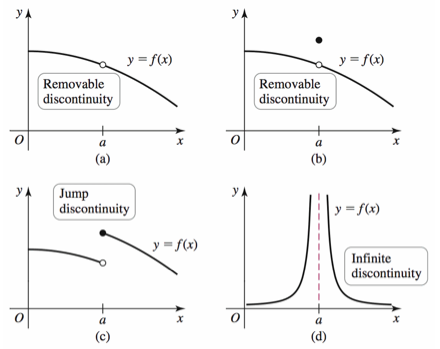 y
y = f(x)
Removable
discontinuity
O
a
x
(a)
y
y = f(x)
Removable
discontinuity
O
a
x
(b)
y
Jump
discontinuity
y = f(x)
O
a
x
(c)
y
y = f(x)
Infinite
discontinuity
O
a
x
(d)